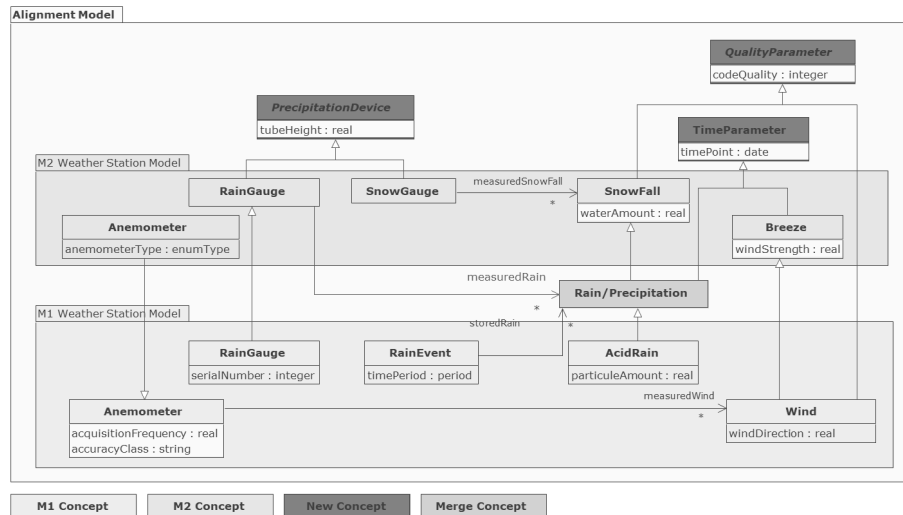 Alignment Model
QualityParameter
codeQuality : integer
PrecipitationDevice
tubeHeight : real
TimeParameter
timePoint : date
M2 Weather Station Model
RainGauge
SnowGauge
measuredSnowFall
*
SnowFall
waterAmount : real
Anemometer
anemometerType : enumType
Breeze
windStrength : real
measuredRain
*
Rain/Precipitation
M1 Weather Station Model
storedRain
*
RainGauge
serialNumber : integer
RainEvent
timePeriod : period
AcidRain
particuleAmount : real
Anemometer
acquisitionFrequency : real
accuracyClass : string
measuredWind
*
Wind
windDirection : real
M1 Concept
M2 Concept
New Concept
Merge Concept